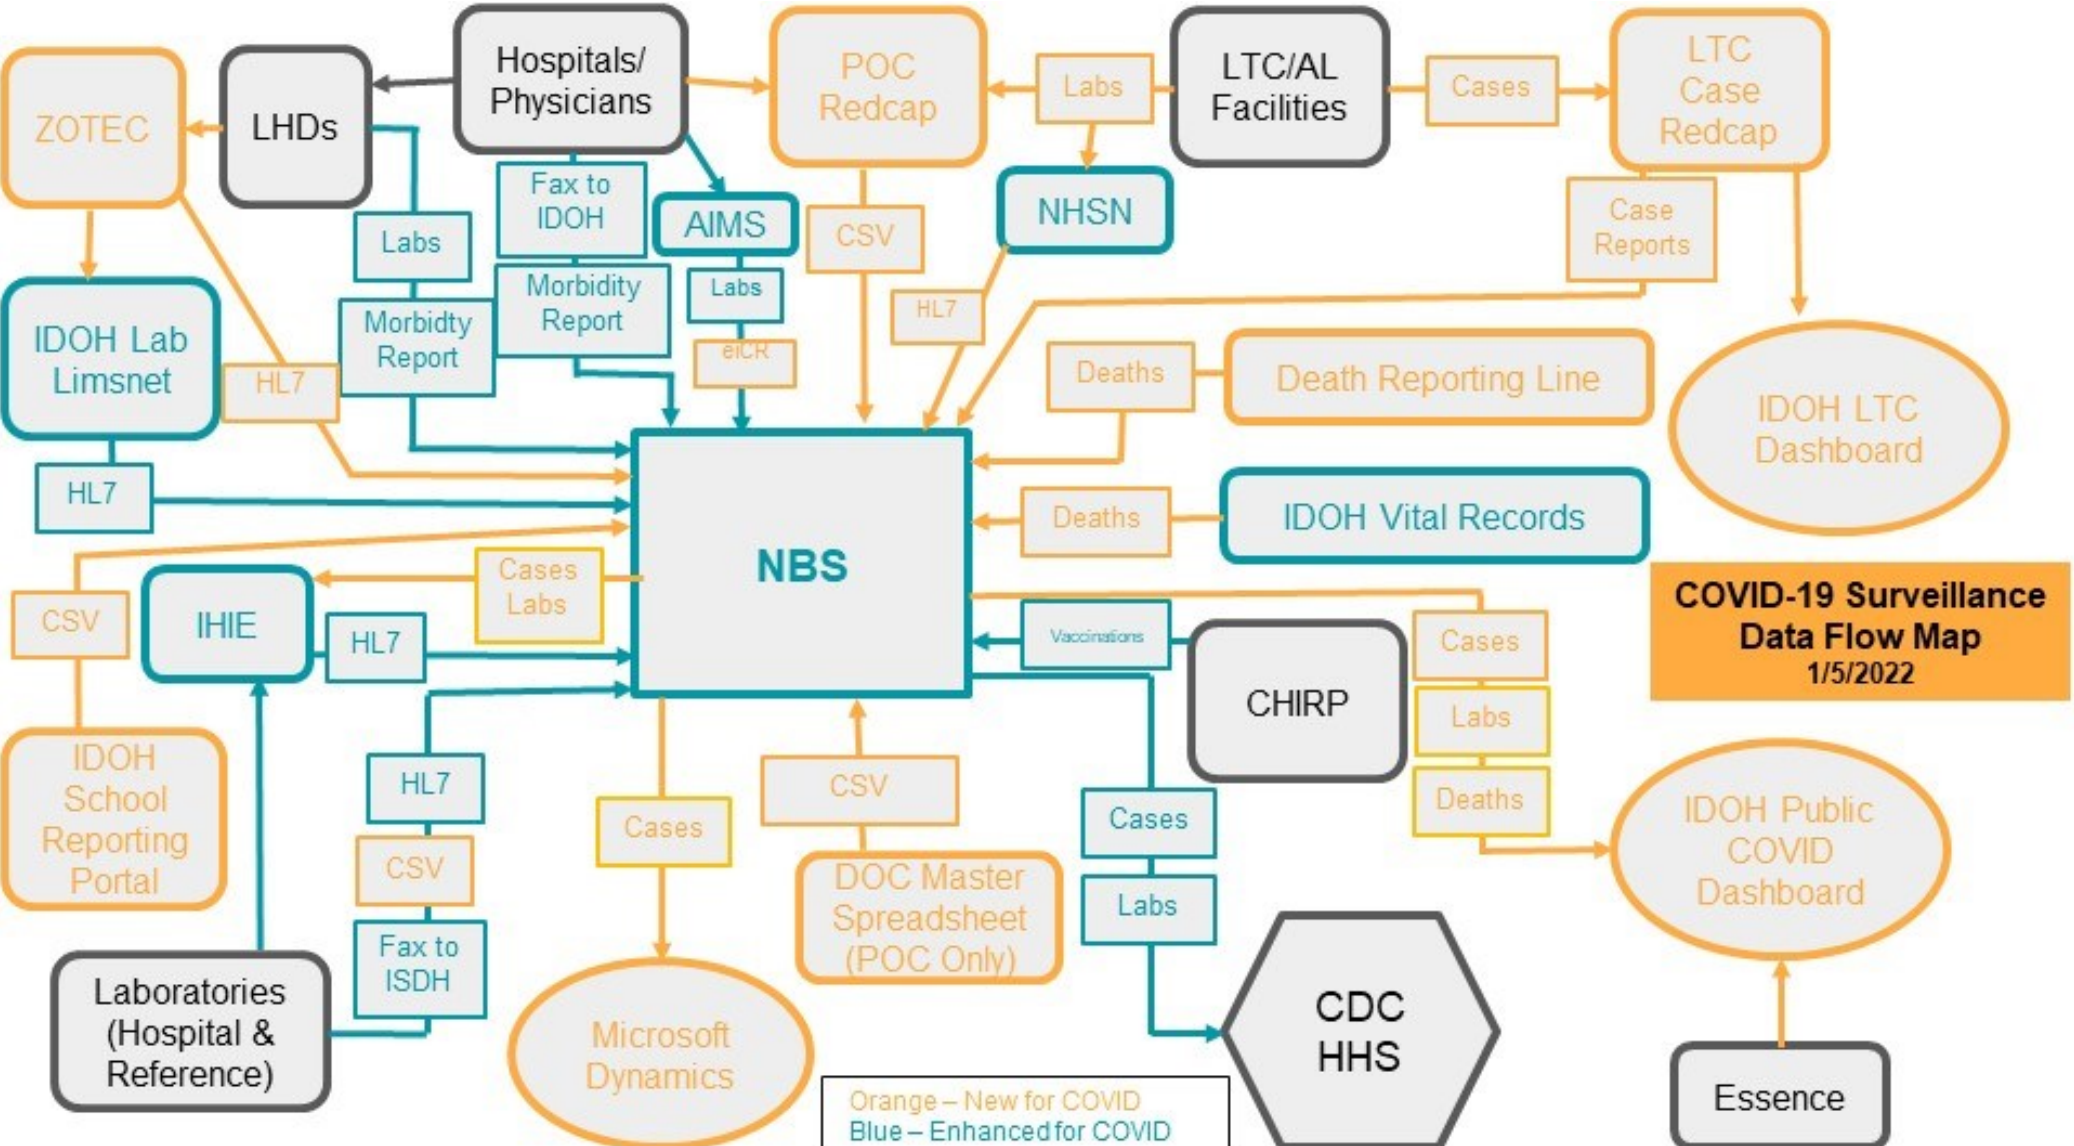 Hospitals/
Physicians
POC
Redcap
Labs
LTC/AL
Facilities
Cases
LTC
Case
Redcap
ZOTEC
LHDs
Fax to
IDOH
AIMS
CSV
NHSN
Case
Reports
Labs
Morbidity
Report
Labs
HL7
IDOH Lab
Limsnet
HL7
Morbidty
Report
eiCR
Deaths
Death Reporting Line
IDOH LTC
Dashboard
HL7
Deaths
IDOH Vital Records
NBS
Cases
Labs
CSV
IHIE
HL7
Vaccinations
CHIRP
Cases
Labs
Deaths
COVID-19 Surveillance
Data Flow Map
1/5/2022
IDOH
School
Reporting
Portal
HL7
CSV
Fax to
ISDH
Cases
CSV
DOC Master
Spreadsheet
(POC Only)
Cases
Labs
IDOH Public
COVID
Dashboard
Laboratories
(Hospital &
Reference)
Microsoft
Dynamics
CDC
HHS
Essence
Orange – New for COVID
Blue – Enhanced for COVID